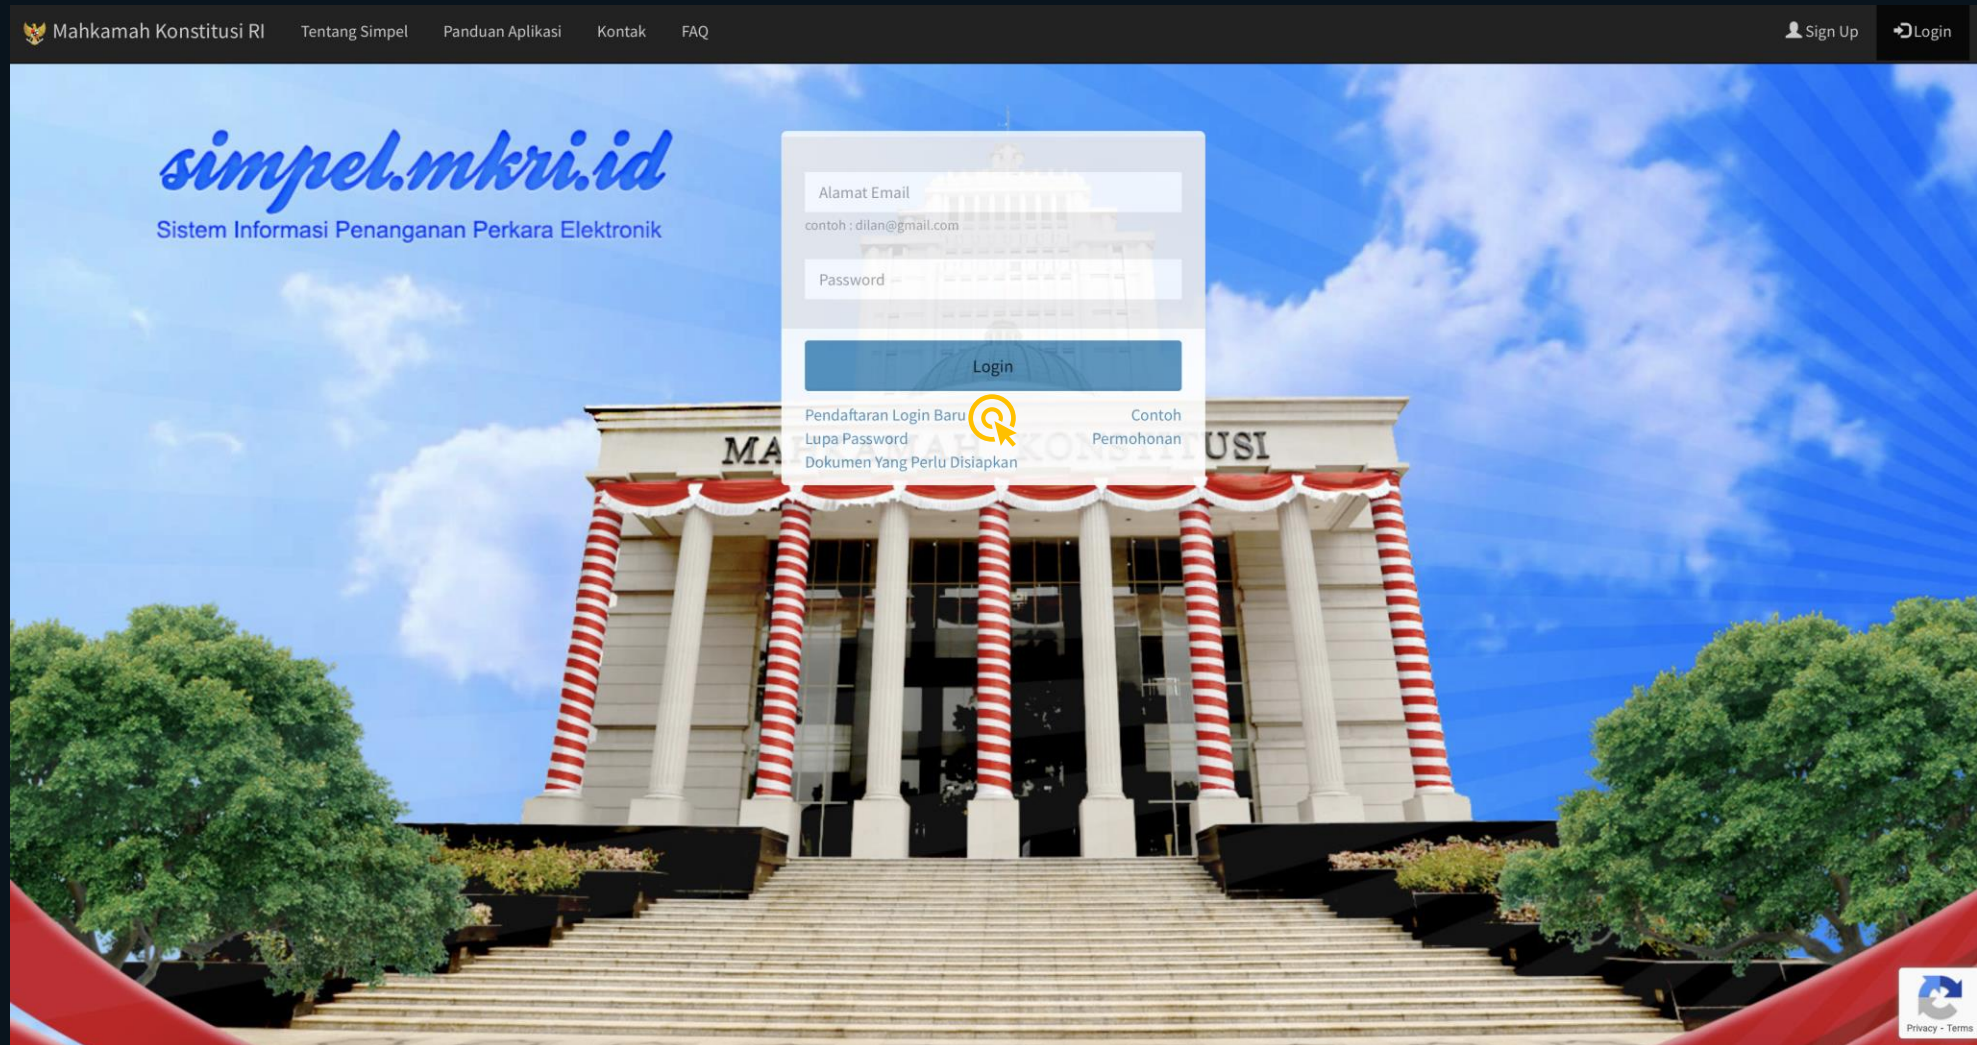 Mahkamah Konstitusi RI Tentang Simpel Panduan Aplikasi Kontak FAQ Sign Up Login
simpel.mkri.id
Sistem Informasi Penanganan Perkara Elektronik
Alamat Email
contoh : dilan@gmail.com
Password
Login
Pendaftaran Login Baru
Lupa Password
Dokumen Yang Perlu Disiapkan
Contoh
Permohonan
MAHKAMAH KONSTITUSI
Privacy - Terms